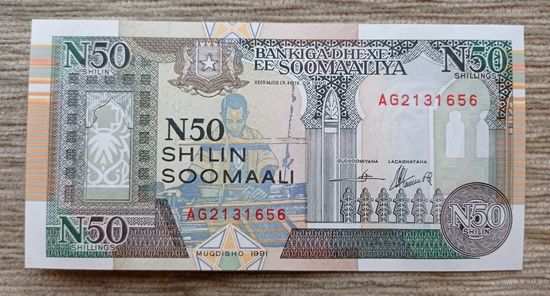 N50
SHILIN
BANKIGA DHEXE
EE SOOMAALIYA
N50
SHILIN
AG2131656
N50
SHILIN
SOOMAALI
GUDDOOMIYAHA
LACAGHAYAHA
AG2131656
N50
SHILLINGS
MUQDISHO 1991
N50
SHILIN